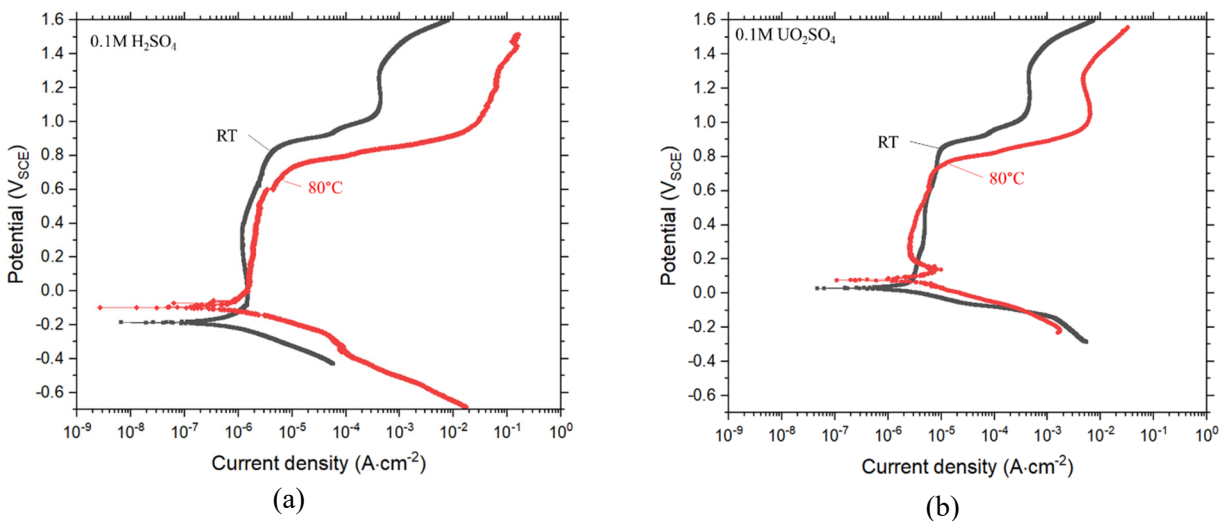 0.1M H₂SO₄
RT
80°C
Potential (V_SCE)
1.6
1.4
1.2
1.0
0.8
0.6
0.4
0.2
0.0
-0.2
-0.4
-0.6
10⁻⁹ 10⁻⁸ 10⁻⁷ 10⁻⁶ 10⁻⁵ 10⁻⁴ 10⁻³ 10⁻² 10⁻¹ 10⁰
Current density (A·cm⁻²)
(a)
0.1M UO₂SO₄
RT
80°C
Potential (V_SCE)
1.6
1.4
1.2
1.0
0.8
0.6
0.4
0.2
0.0
-0.2
-0.4
-0.6
10⁻⁹ 10⁻⁸ 10⁻⁷ 10⁻⁶ 10⁻⁵ 10⁻⁴ 10⁻³ 10⁻² 10⁻¹ 10⁰
Current density (A·cm⁻²)
(b)